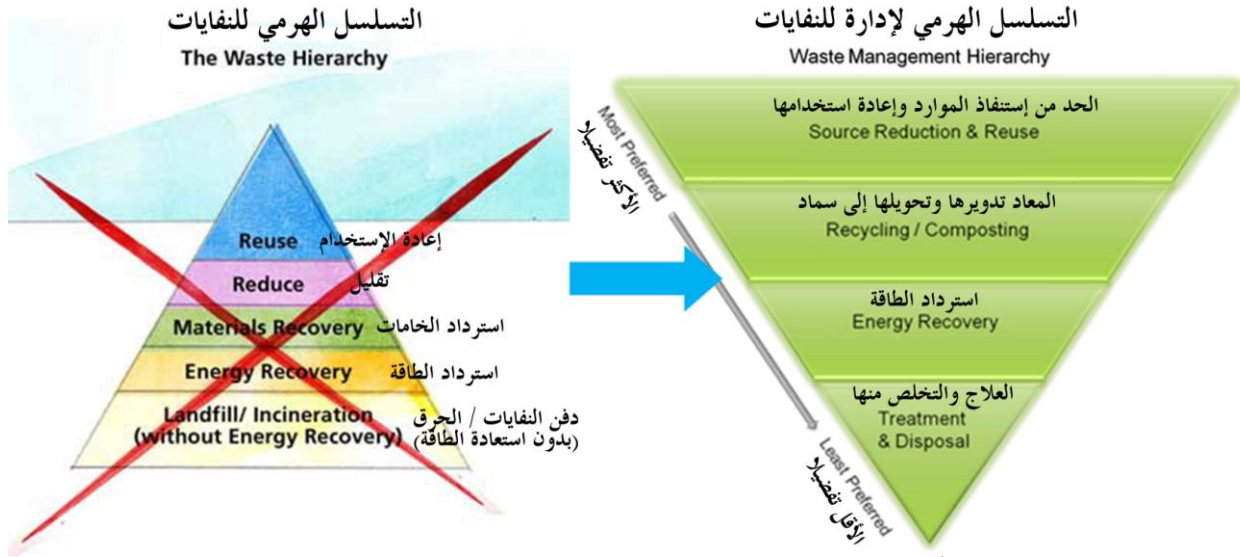 التسلسل الهرمي للنفايات
The Waste Hierarchy
Reuse إعادة الإستخدام
Reduce تقليل
Materials Recovery استرداد الخامات
Energy Recovery استرداد الطاقة
Landfill/ Incineration دفن النفايات / الحرق
(without Energy Recovery) (بدون استعادة الطاقة)
التسلسل الهرمي لإدارة للنفايات
Waste Management Hierarchy
Most Preferred
الأكثر تفضيلا
الحد من إستنفاذ الموارد وإعادة استخدامها
Source Reduction & Reuse
المعاد تدويرها وتحويلها إلى سماد
Recycling / Composting
استرداد الطاقة
Energy Recovery
العلاج والتخلص منها
Treatment
& Disposal
Least Preferred
الأقل تفضيلا